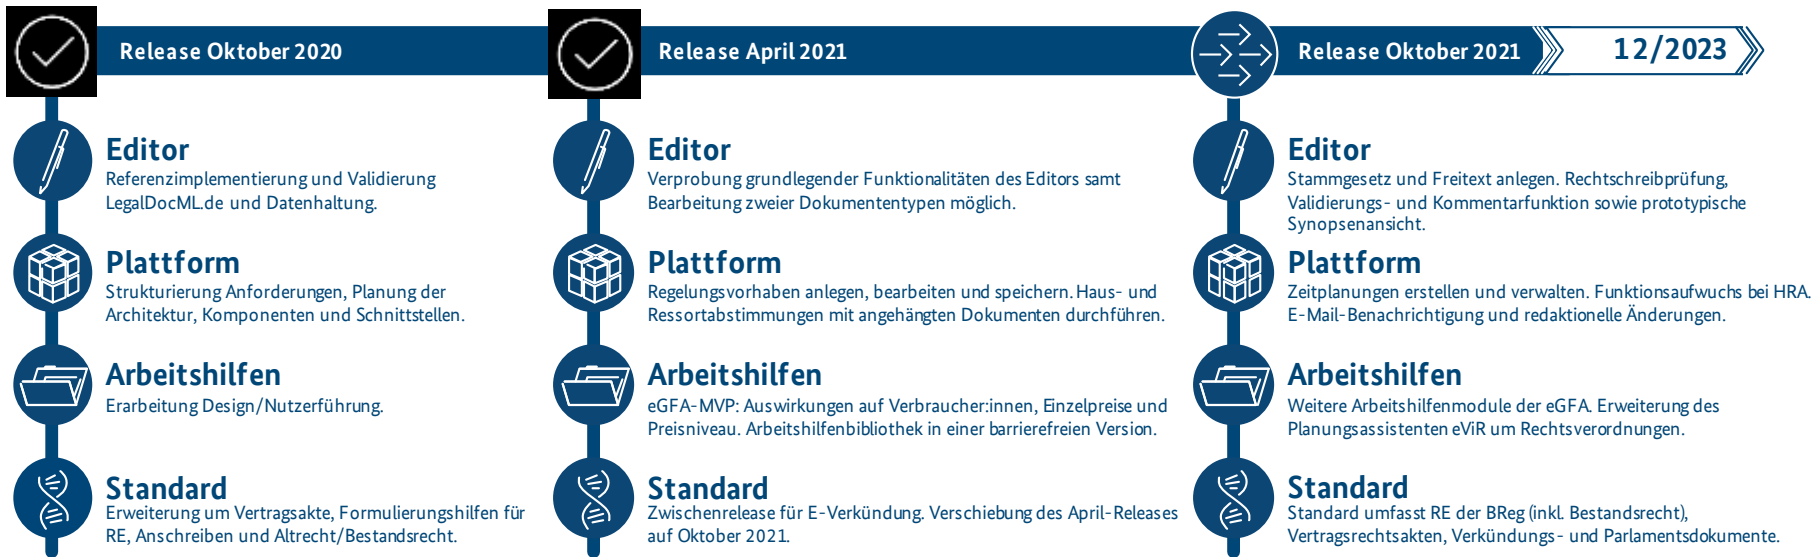 Release Oktober 2020
Editor
Referenzimplementierung und Validierung
LegalDocML.de und Datenhaltung.
Plattform
Strukturierung Anforderungen, Planung der
Architektur, Komponenten und Schnittstellen.
Arbeitshilfen
Erarbeitung Design/Nutzerführung.
Standard
Erweiterung um Vertragsakte, Formulierungshilfen für
RE, Anschreiben und Altrecht/Bestandsrecht.
Release April 2021
Editor
Verprobung grundlegender Funktionalitäten des Editors samt
Bearbeitung zweier Dokumententypen möglich.
Plattform
Regelungsvorhaben anlegen, bearbeiten und speichern. Haus- und
Ressortabstimmungen mit angehängten Dokumenten durchführen.
Arbeitshilfen
eGFA-MVP: Auswirkungen auf Verbraucher:innen, Einzelpreise und
Preisniveau. Arbeitshilfenbibliothek in einer barrierefreien Version.
Standard
Zwischenrelease für E-Verkündung. Verschiebung des April-Releases
auf Oktober 2021.
Release Oktober 2021
12/2023
Editor
Stammgesetz und Freitext anlegen. Rechtschreibprüfung,
Validierungs- und Kommentarfunktion sowie prototypische
Synopsenansicht.
Plattform
Zeitplanungen erstellen und verwalten. Funktionsaufwuchs bei HRA.
E-Mail-Benachrichtigung und redaktionelle Änderungen.
Arbeitshilfen
Weitere Arbeitshilfenmodule der eGFA. Erweiterung des
Planungsassistenten eViR um Rechtsverordnungen.
Standard
Standard umfasst RE der BReg (inkl. Bestandsrecht),
Vertragsrechtsakten, Verkündungs- und Parlamentsdokumente.